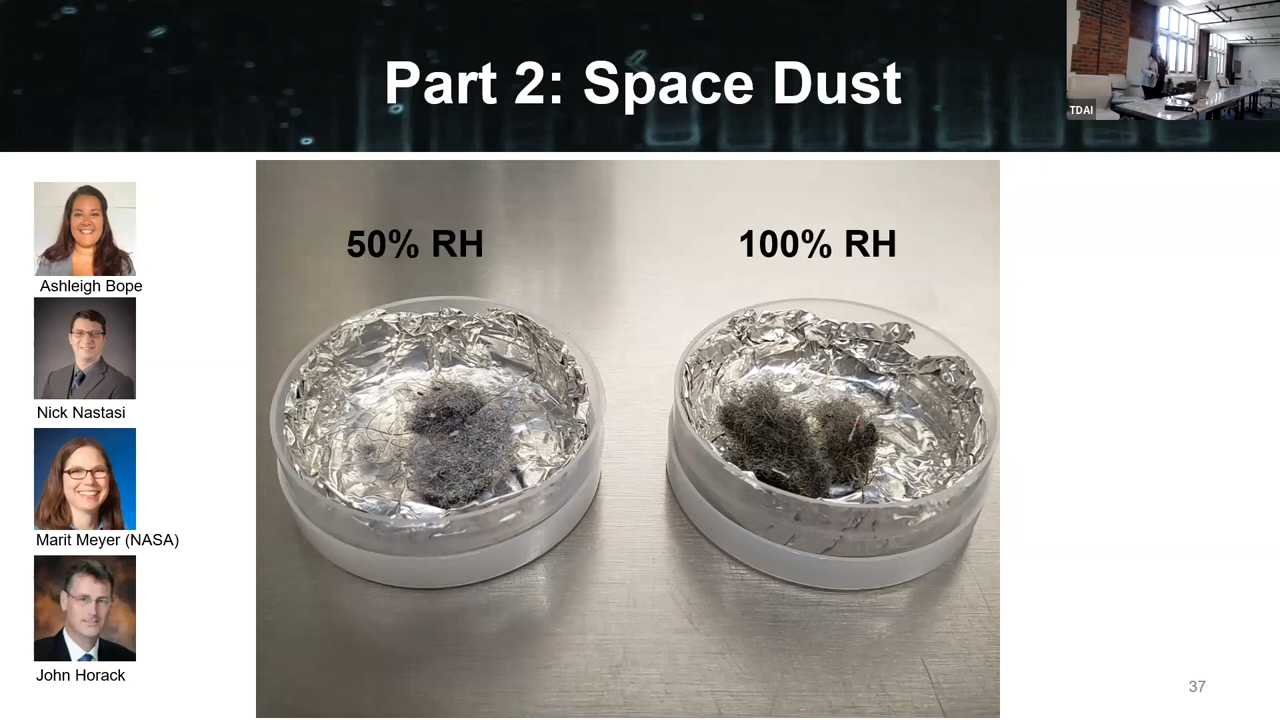 Part 2: Space Dust
TDAI
50% RH
100% RH
Ashleigh Bope
Nick Nastasi
Marit Meyer (NASA)
John Horack
37